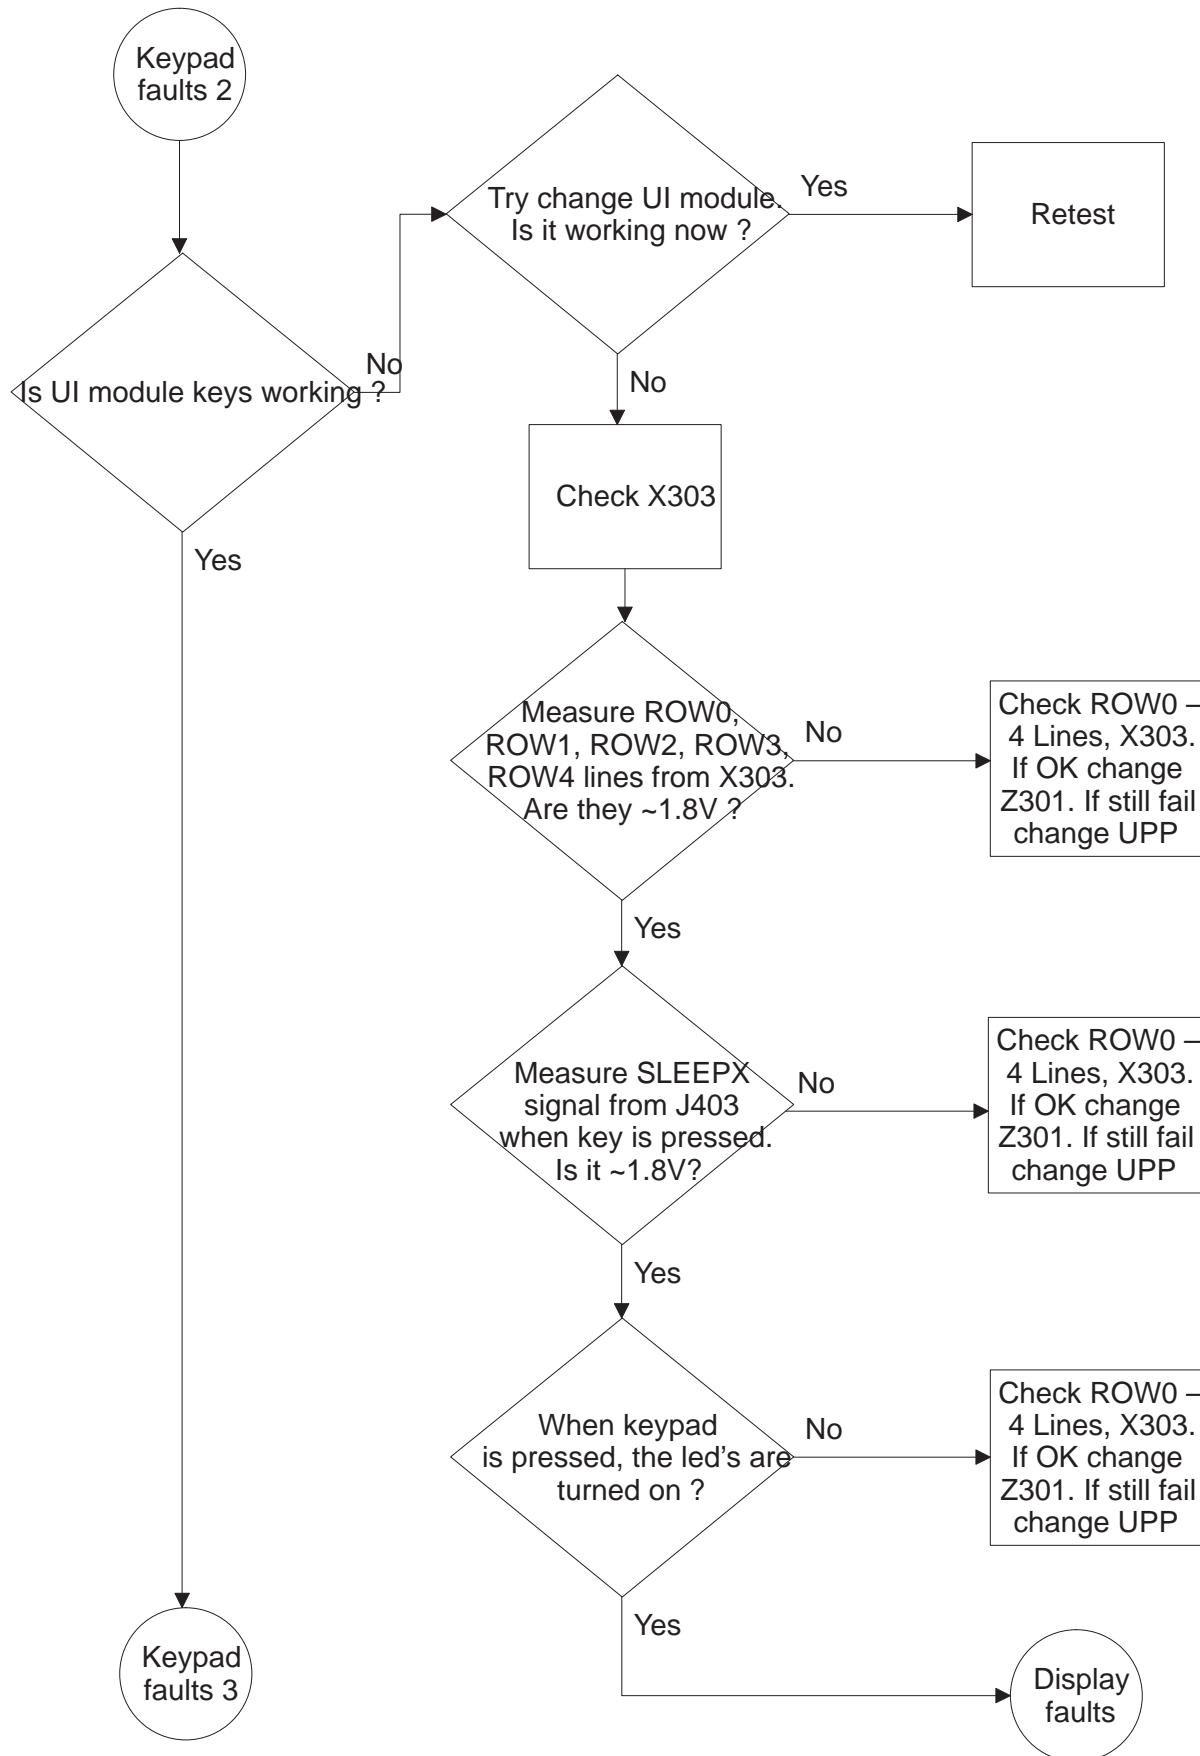 Keypad
faults 2
Try change UI module.
Is it working now ?
Yes
Retest
Is UI module keys working ?
No
No
Yes
Check X303
Measure ROW0,
ROW1, ROW2, ROW3,
ROW4 lines from X303.
Are they ~1.8V ?
No
Check ROW0 –
4 Lines, X303.
If OK change
Z301. If still fail
change UPP
Yes
Measure SLEEPX
signal from J403
when key is pressed.
Is it ~1.8V?
No
Check ROW0 –
4 Lines, X303.
If OK change
Z301. If still fail
change UPP
Yes
When keypad
is pressed, the led’s are
turned on ?
No
Check ROW0 –
4 Lines, X303.
If OK change
Z301. If still fail
change UPP
Yes
Keypad
faults 3
Display
faults